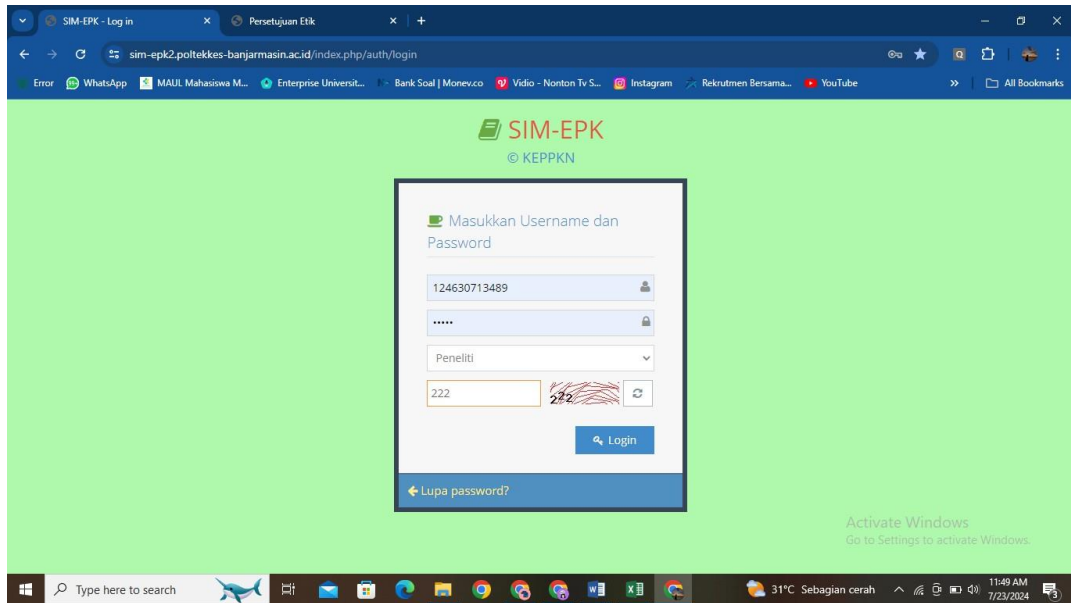 SIM-EPK - Log in
Persetujuan Etik
sim-epk2.poltekkes-banjarmasin.ac.id/index.php/auth/login
Error
WhatsApp
MAUL Mahasiswa M...
Enterprise Universit...
Bank Soal | Monev.co
Vidio - Nonton Tv S...
Instagram
Rekrutmen Bersama...
YouTube
»
All Bookmarks
SIM-EPK
© KEPPKN
Masukkan Username dan
Password
124630713489
•••••
Peneliti
222
222
Login
Lupa password?
Activate Windows
Go to Settings to activate Windows.
Type here to search
31°C Sebagian cerah
11:49 AM
7/23/2024